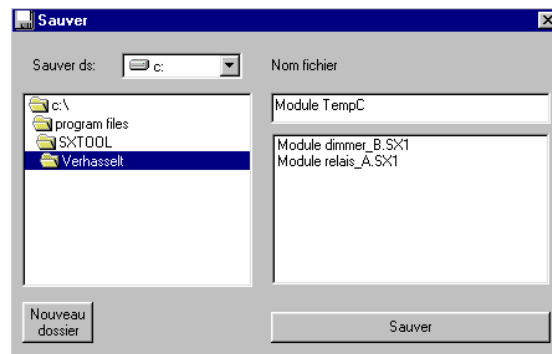 Sauver
Sauver ds:
c:
Nom fichier
c:\
program files
SXTOOL
Verhasselt
Module TempC
Module dimmer_B.SX1
Module relais_A.SX1
Nouveau
dossier
Sauver